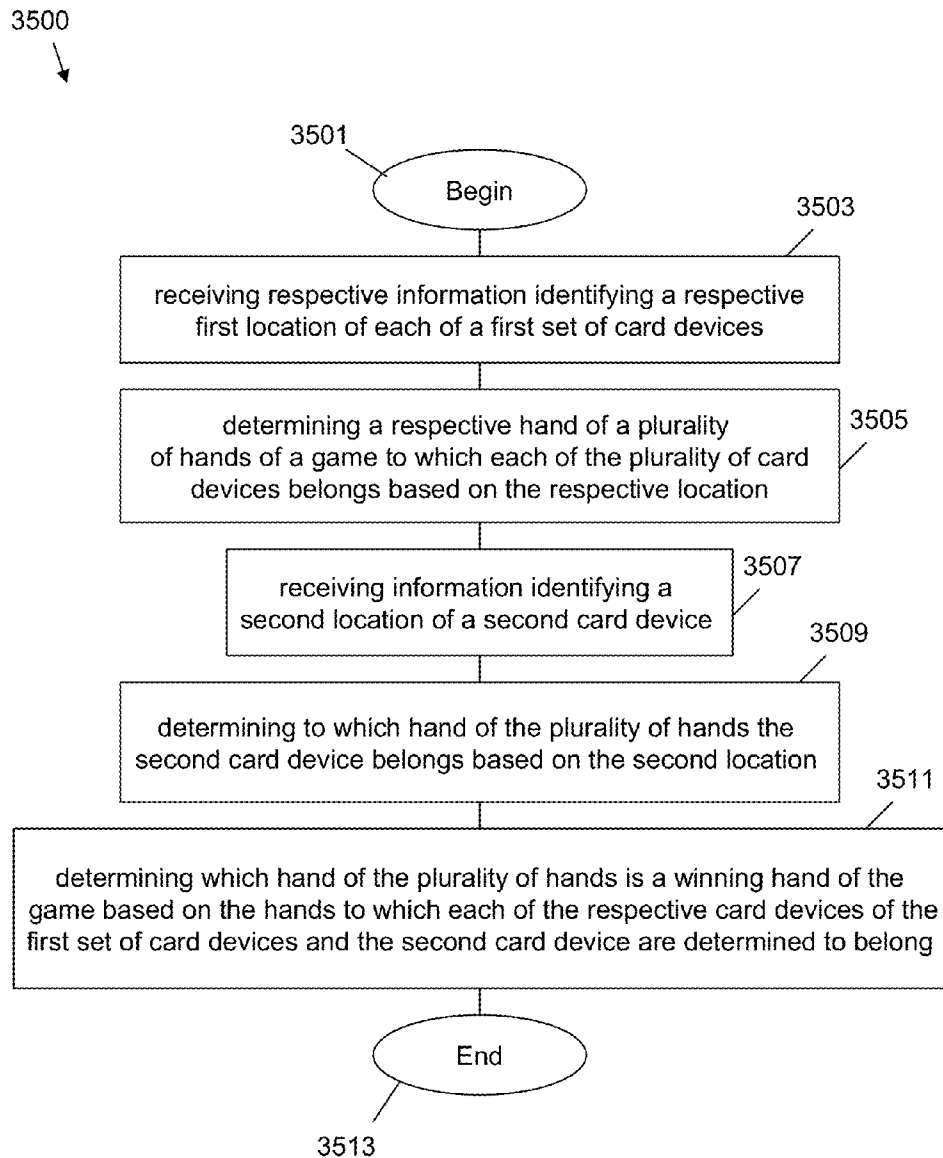 3500
3501
Begin
3503
receiving respective information identifying a respective
first location of each of a first set of card devices
determining a respective hand of a plurality
of hands of a game to which each of the plurality of card
devices belongs based on the respective location
3505
3507
receiving information identifying a
second location of a second card device
3509
determining to which hand of the plurality of hands the
second card device belongs based on the second location
3511
determining which hand of the plurality of hands is a winning hand of the
game based on the hands to which each of the respective card devices of the
first set of card devices and the second card device are determined to belong
End
3513